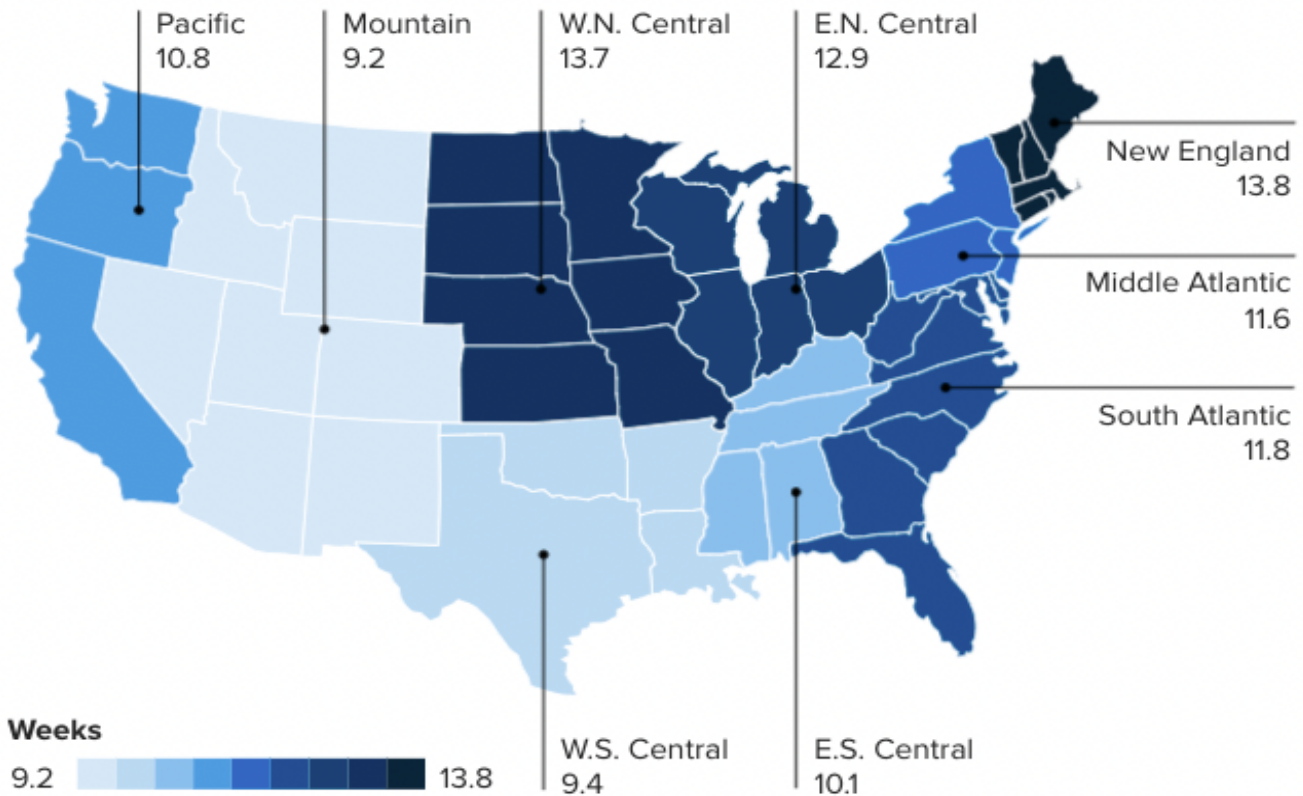 Pacific
10.8
Mountain
9.2
W.N. Central
13.7
E.N. Central
12.9
New England
13.8
Middle Atlantic
11.6
South Atlantic
11.8
W.S. Central
9.4
E.S. Central
10.1
Weeks
9.2
13.8